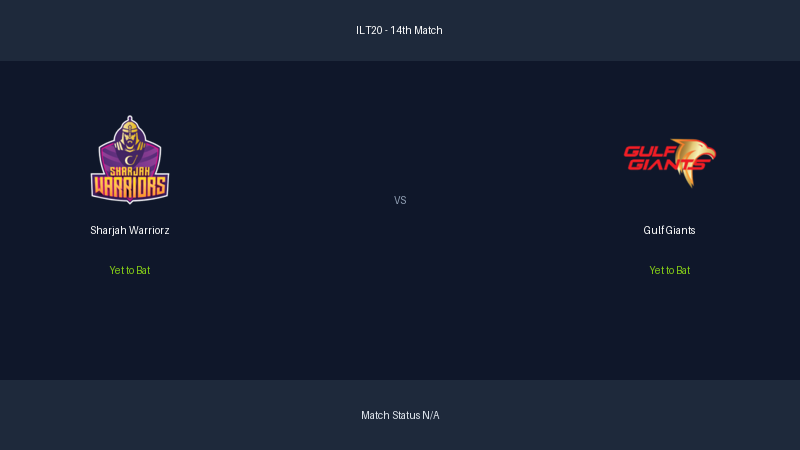 ILT20 - 14th Match
SHARJAH
WARRIORS
GULF
GIANTS
VS
Sharjah Warriorz
Gulf Giants
Yet to Bat
Yet to Bat
Match Status N/A